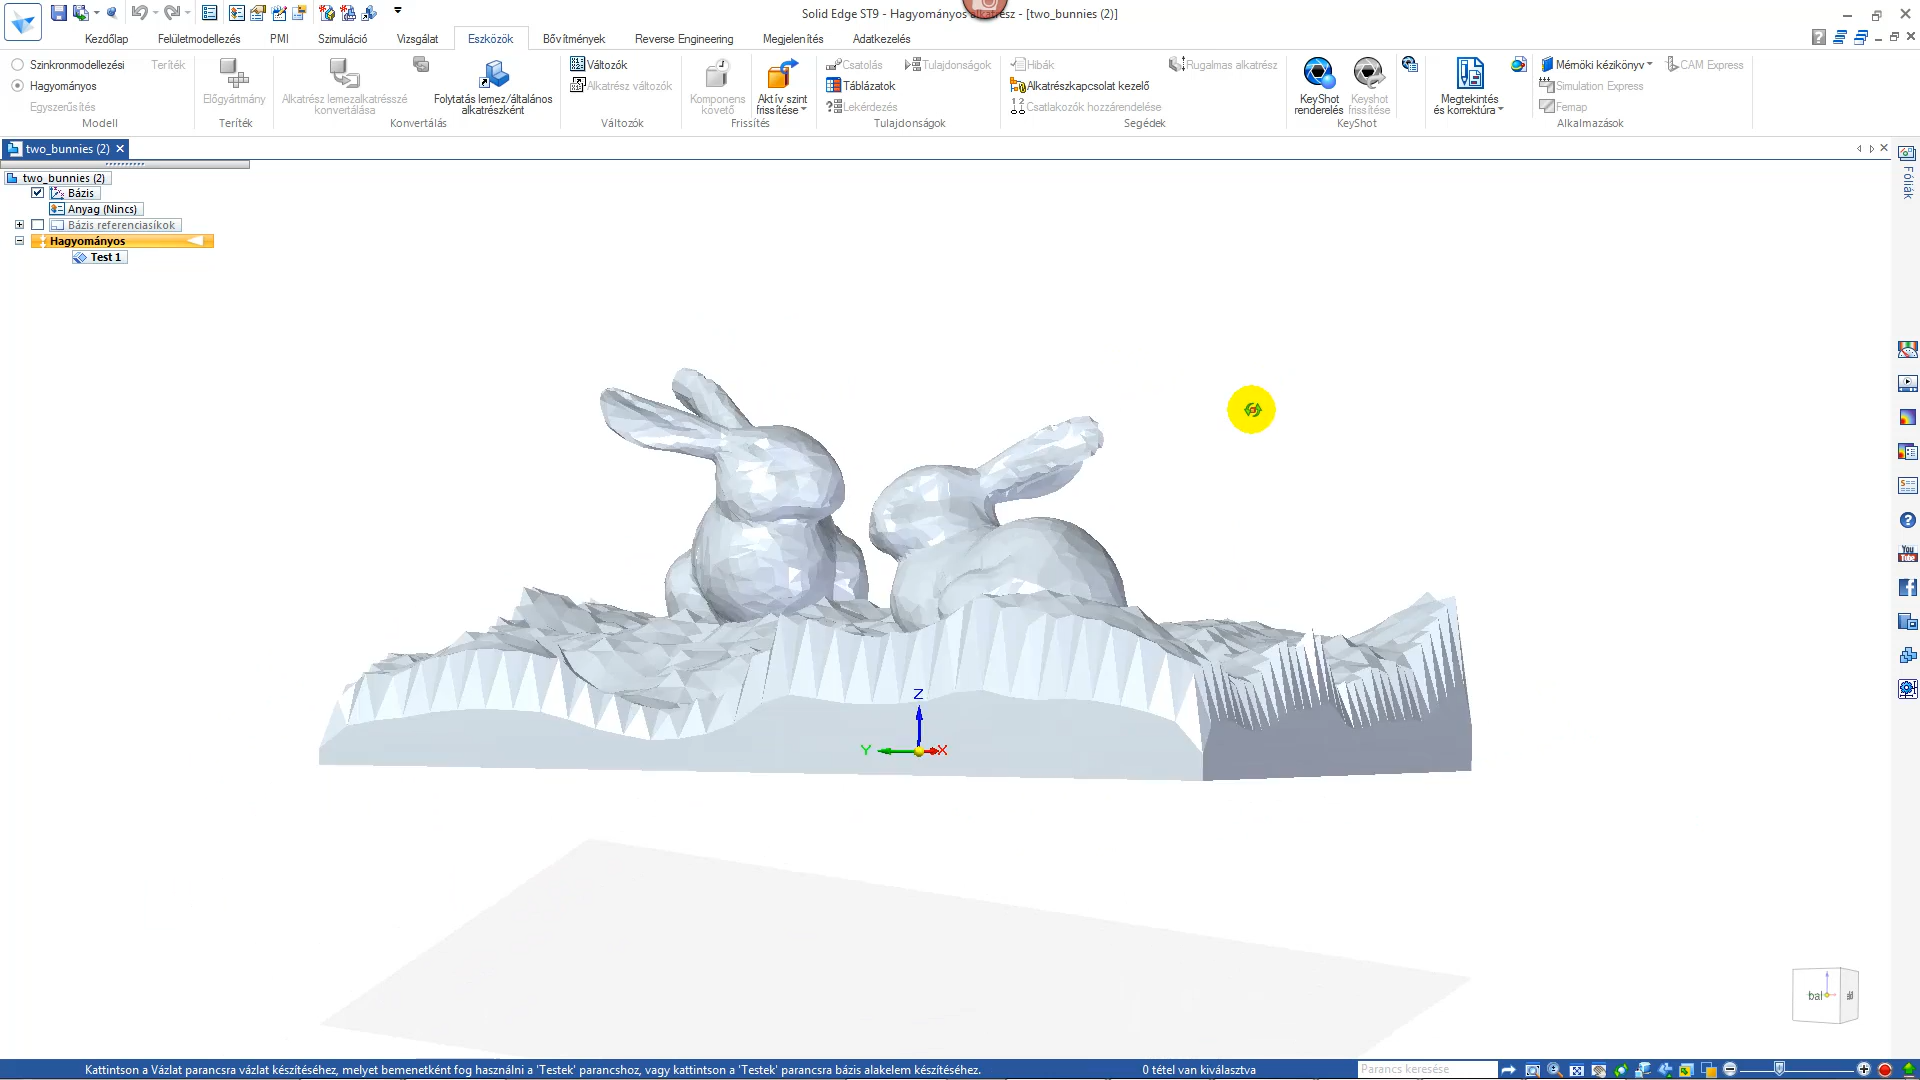 Solid Edge ST9 - Hagyományos alkatrész - [two_bunnies (2)]
Kezdőlap Felületmodellezés PMI Szimuláció Vizsgálat Eszközök Bővítmények Reverse Engineering Megjelenítés Adatkezelés
Szinkronmodellezési
Hagyományos
Egyszerűsítés
Modell
Teríték
Előgyártmány
Teríték
Alkatrész lemezalkatrésszé
konvertálása
Folytatás lemez/általános
alkatrészként
Konvertálás
Változók
Alkatrész változók
Változók
Komponens
követő
Aktív szint
frissítése
Frissítés
Csatolás
Táblázatok
Lekérdezés
Tulajdonságok
Tulajdonságok
Hibák
Alkatrészkapcsolat kezelő
Csatlakozók hozzárendelése
Rugalmas alkatrész
Segédek
KeyShot
renderelés
Keyshot
frissítése
KeyShot
Megtekintés
és korrektúra
Mérnöki kézikönyv
Simulation Express
Femap
CAM Express
Alkalmazások
two_bunnies (2)
two_bunnies (2)
Bázis
Anyag (Nincs)
Bázis referenciasíkok
Hagyományos
Test 1
Fóliák
You
Tube
Z
Y
X
bal
Kattintson a Vázlat parancsra vázlat készítéséhez, melyet bemenetként fog használni a 'Testek' parancshoz, vagy kattintson a 'Testek' parancsra bázis alakelem készítéséhez.
0 tétel van kiválasztva
Parancs keresése